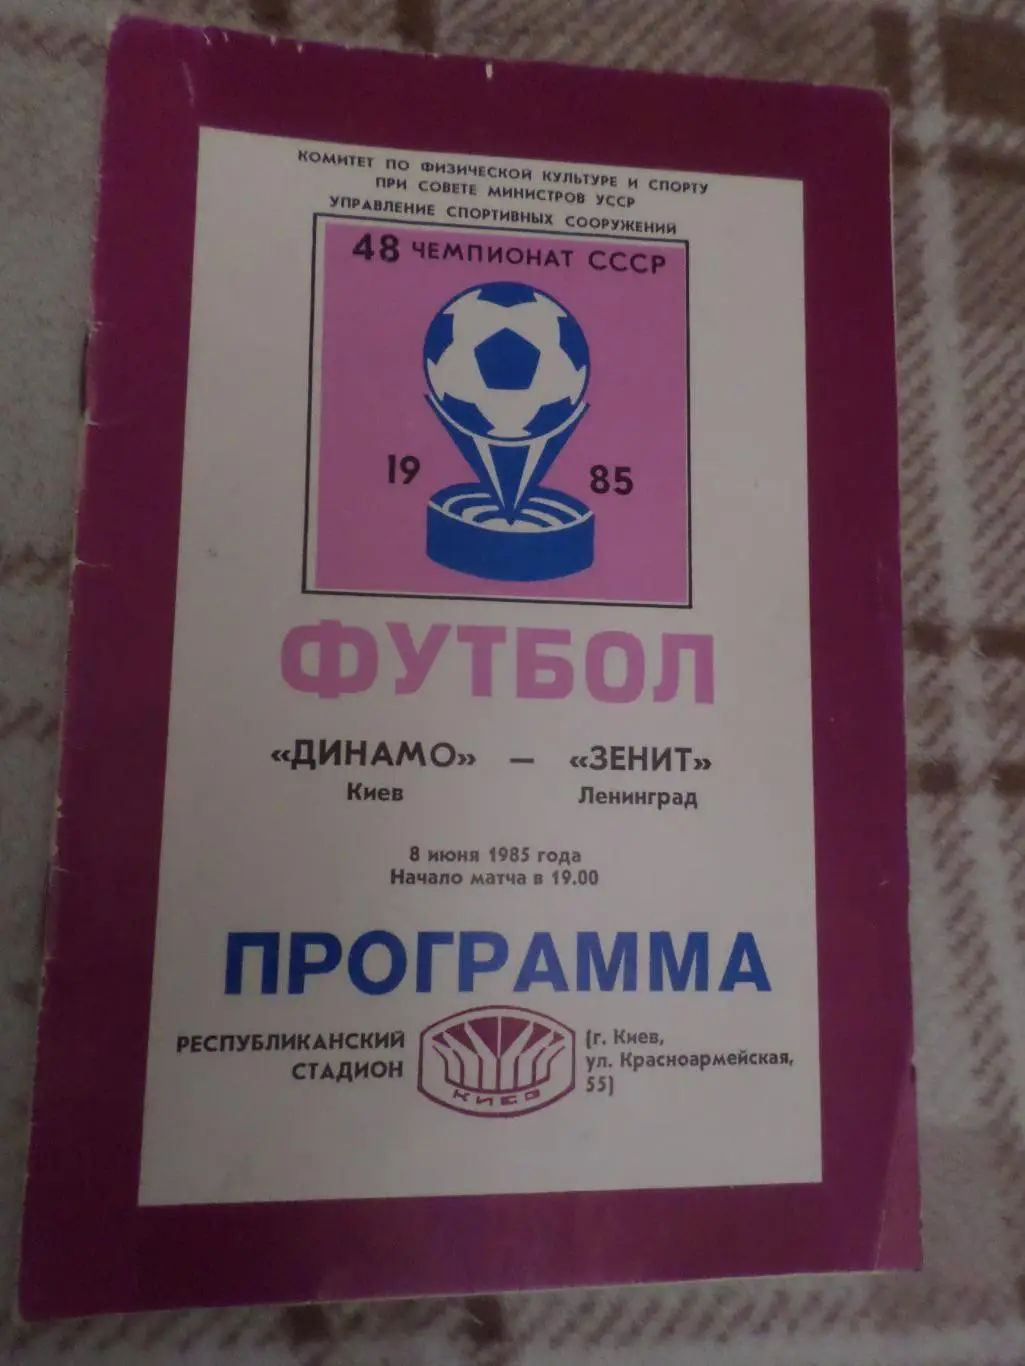 КОМИТЕТ ПО ФИЗИЧЕСКОЙ КУЛЬТУРЕ И СПОРТУ
ПРИ СОВЕТЕ МИНИСТРОВ УССР
УПРАВЛЕНИЕ СПОРТИВНЫХ СООРУЖЕНИЙ
48 ЧЕМПИОНАТ СССР
19 85
ФУТБОЛ
«ДИНАМО» — «ЗЕНИТ»
Киев Ленинград
8 июня 1985 года
Начало матча в 19.00
ПРОГРАММА
РЕСПУБЛИКАНСКИЙ
СТАДИОН
КИЕВ
(г. Киев,
ул. Красноармейская,
55)